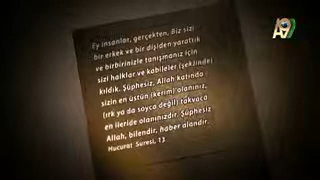 Ey insanlar, gerçekten, Biz sizi
bir erkek ve bir dişiden yarattık
ve birbirinizle tanışmanız için
sizi halklar ve kabileler (şeklinde)
kıldık. Şüphesiz, Allah katında
sizin en üstün (kerim) olanınız,
(ırk ya da soyca değil) takvaca
en ileride olanınızdır. Şüphesiz
Allah, bilendir, haber alandır.
Hucurat Suresi, 13.
A9